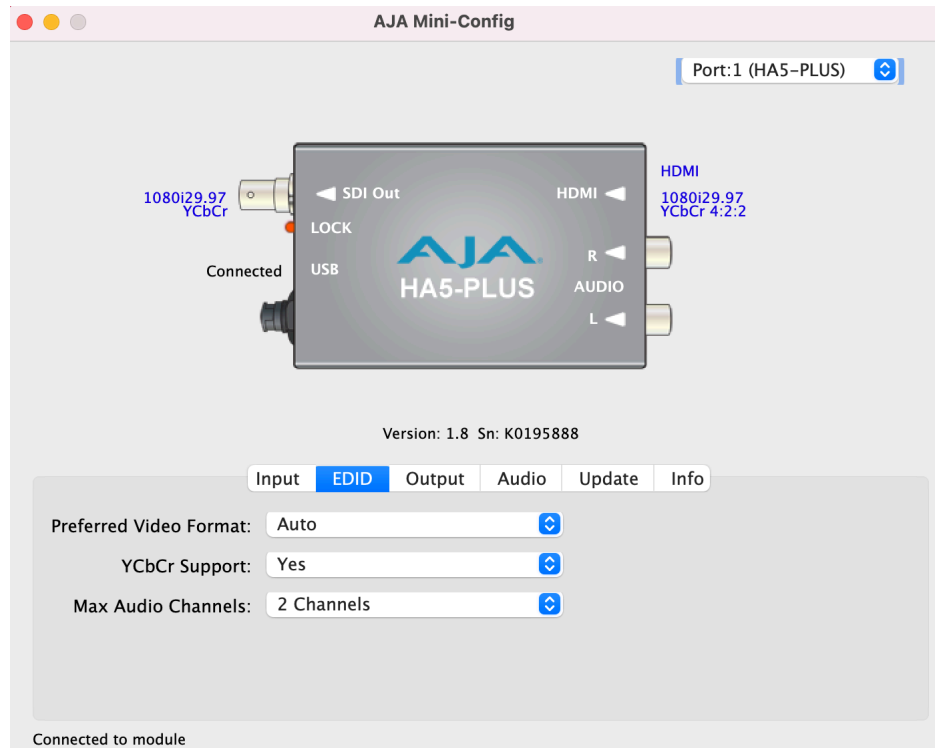 AJA Mini-Config
Port:1 (HA5-PLUS)
HDMI
1080i29.97
YCbCr
SDI Out
HDMI
1080i29.97
YCbCr 4:2:2
LOCK
Connected
USB
AJA
HA5-PLUS
R
AUDIO
L
Version: 1.8 Sn: K0195888
Input EDID Output Audio Update Info
Preferred Video Format: Auto
YCbCr Support: Yes
Max Audio Channels: 2 Channels
Connected to module